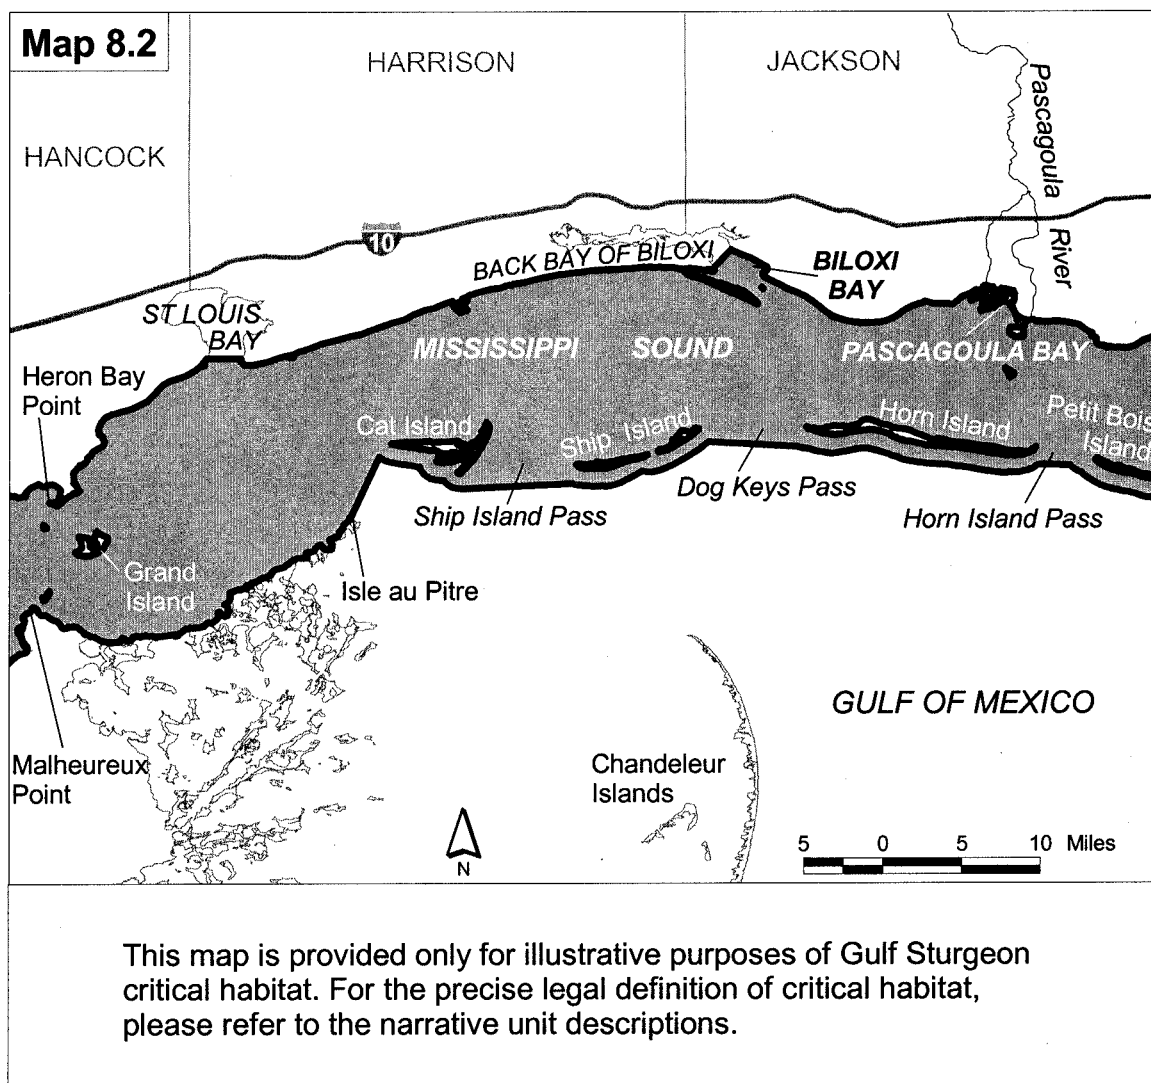 Map 8.2
HARRISON
JACKSON
HANCOCK
Pascagoula
River
10
BACK BAY OF BILOXI
BILOXI
BAY
ST LOUIS
BAY
MISSISSIPPI SOUND
PASCAGOULA BAY
Heron Bay
Point
Cat Island
Ship Island
Horn Island
Petit Bois
Island
Ship Island Pass
Dog Keys Pass
Horn Island Pass
Grand
Island
Isle au Pitre
GULF OF MEXICO
Malheureux
Point
Chandeleur
Islands
N
5 0 5 10 Miles
This map is provided only for illustrative purposes of Gulf Sturgeon
critical habitat. For the precise legal definition of critical habitat,
please refer to the narrative unit descriptions.